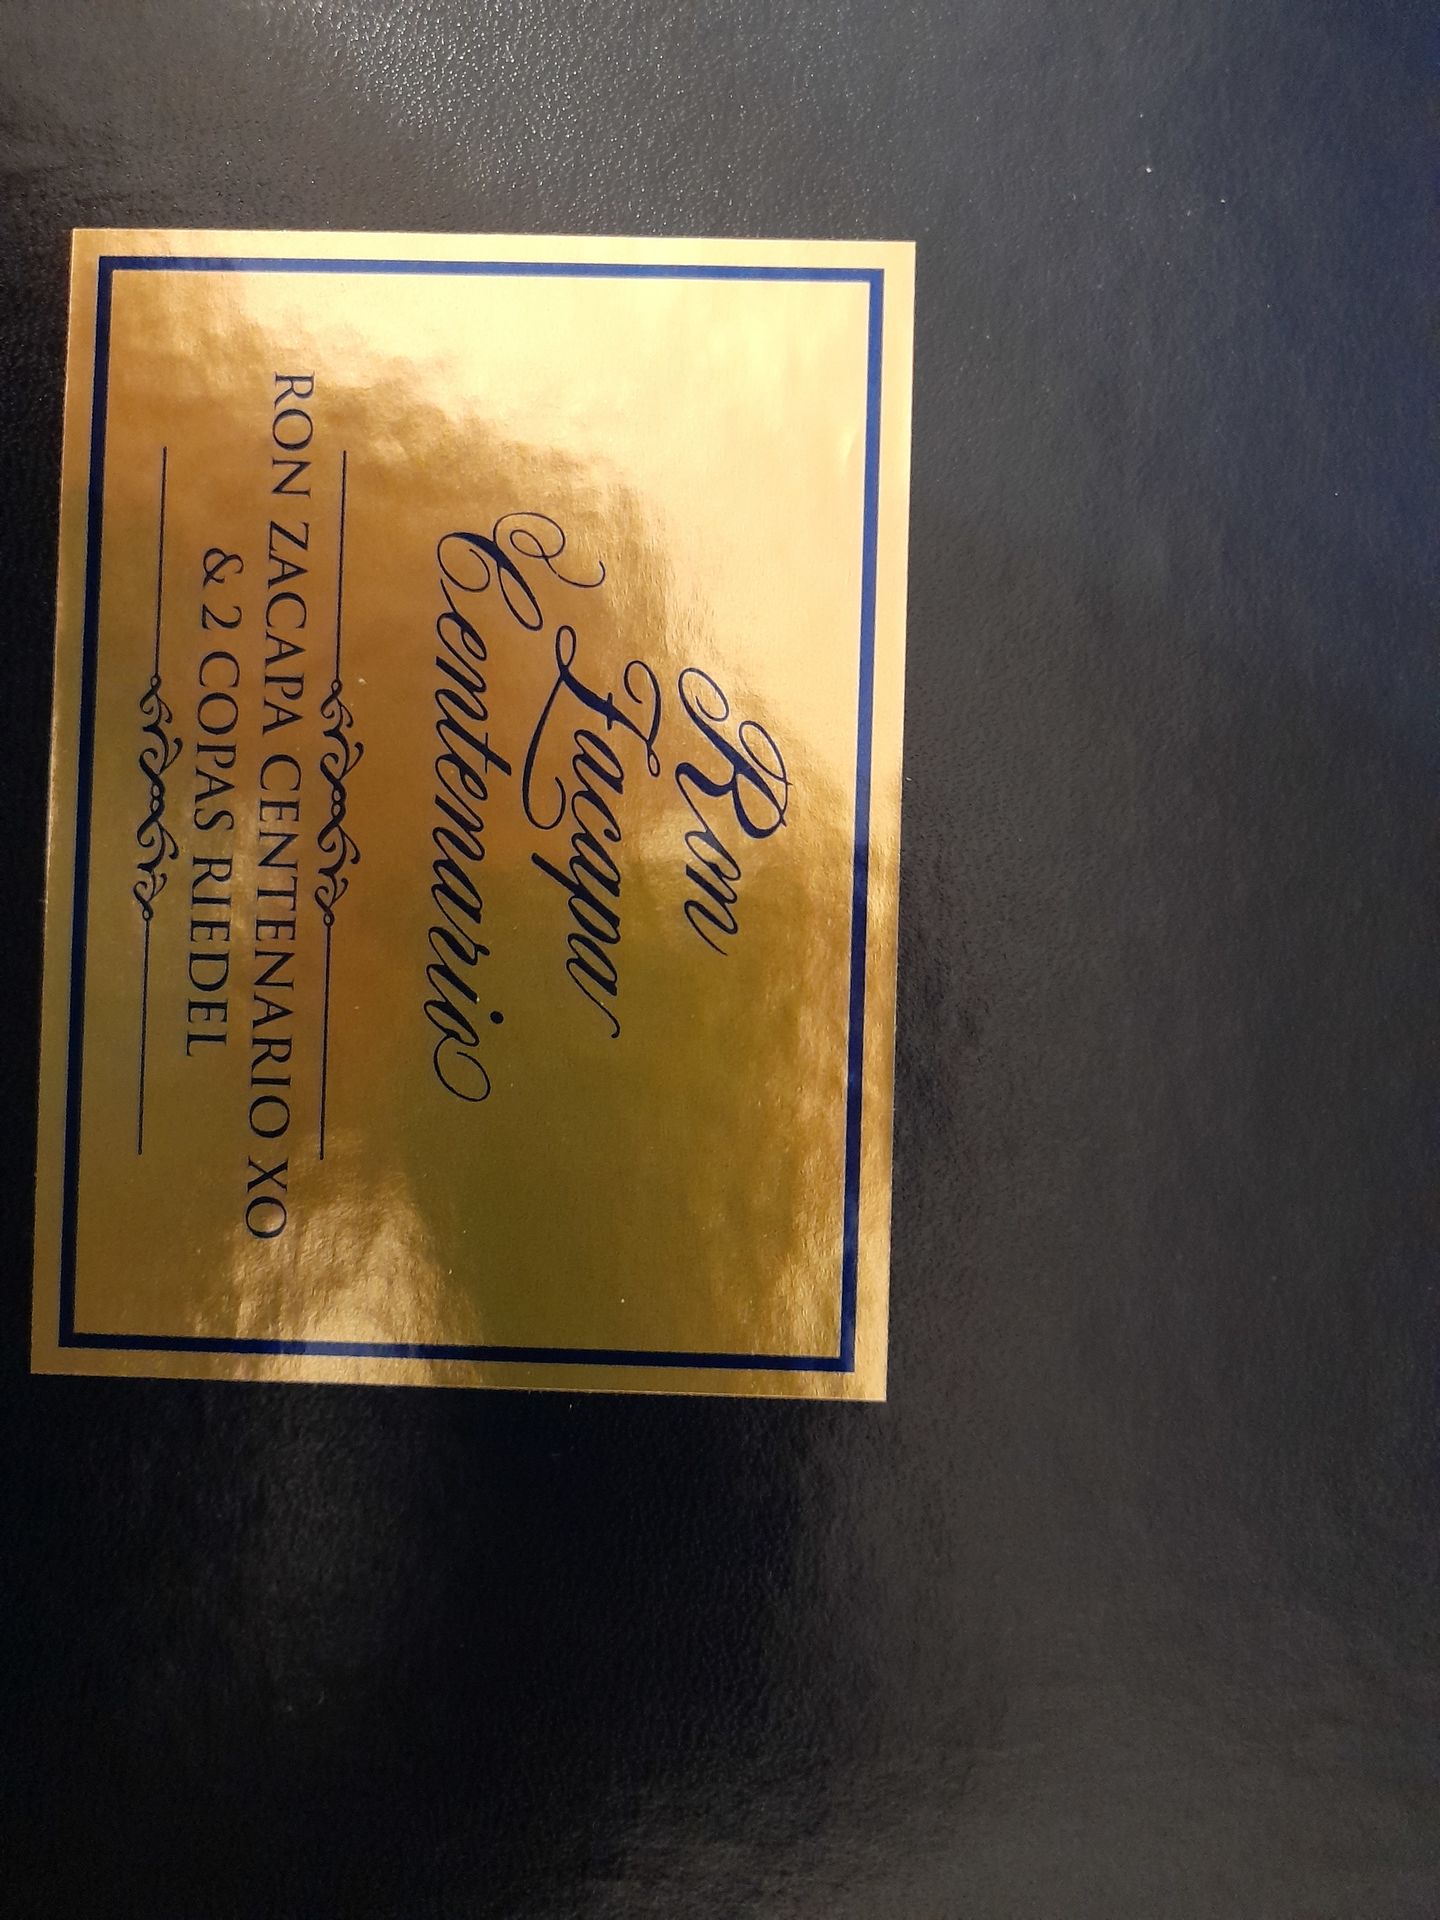 Ron
Zacapa
Centenario
RON ZACAPA CENTENARIO XO
& 2 COPAS RIEDEL